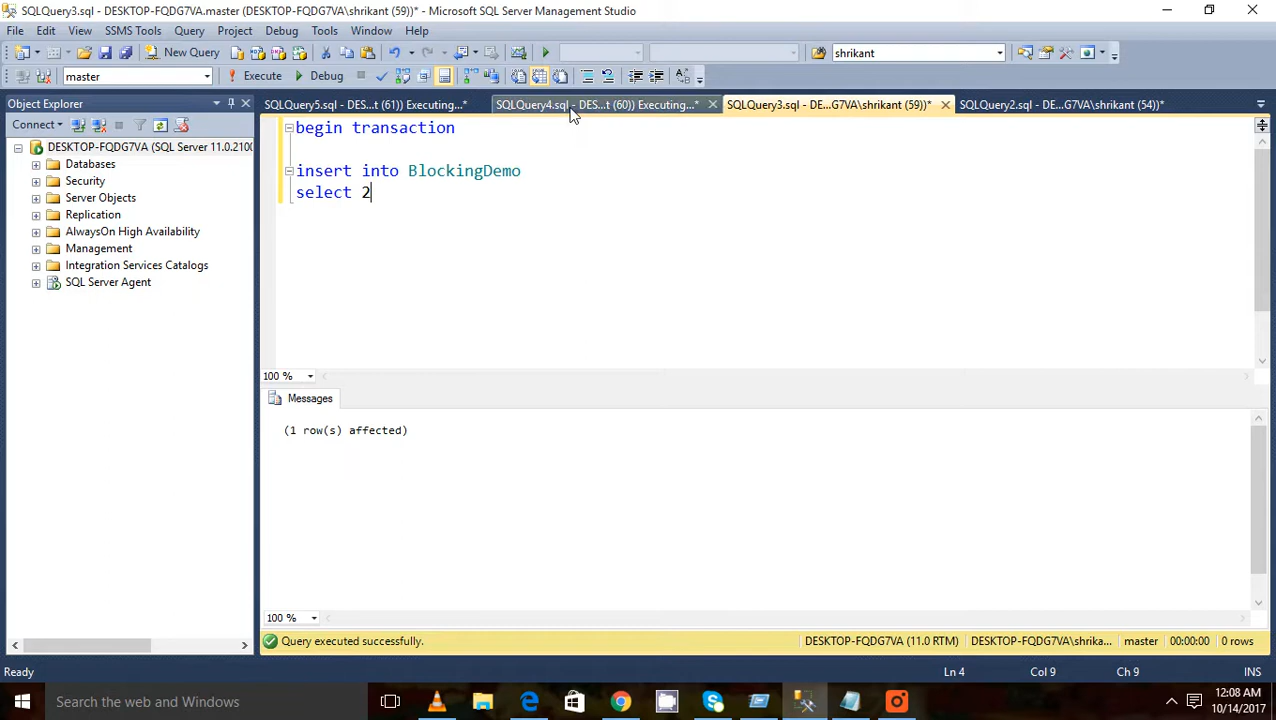 SQLQuery3.sql - DESKTOP-FQDG7VA.master (DESKTOP-FQDG7VA\shrikant (59))* - Microsoft SQL Server Management Studio
File Edit View SSMS Tools Query Project Debug Tools Window Help
New Query shrikant
master Execute Debug
Object Explorer
Connect
DESKTOP-FQDG7VA (SQL Server 11.0.2100
Databases
Security
Server Objects
Replication
AlwaysOn High Availability
Management
Integration Services Catalogs
SQL Server Agent
SQLQuery5.sql - DES...t (61)) Executing...* SQLQuery4.sql - DES...t (60)) Executing...* SQLQuery3.sql - DE...G7VA\shrikant (59))* SQLQuery2.sql - DE...G7VA\shrikant (54))*
begin transaction
insert into BlockingDemo
select 2
100 %
Messages
(1 row(s) affected)
100 %
Query executed successfully. DESKTOP-FQDG7VA (11.0 RTM) DESKTOP-FQDG7VA\shrika... master 00:00:00 0 rows
Ready Ln 4 Col 9 Ch 9 INS
Search the web and Windows
12:08 AM
10/14/2017